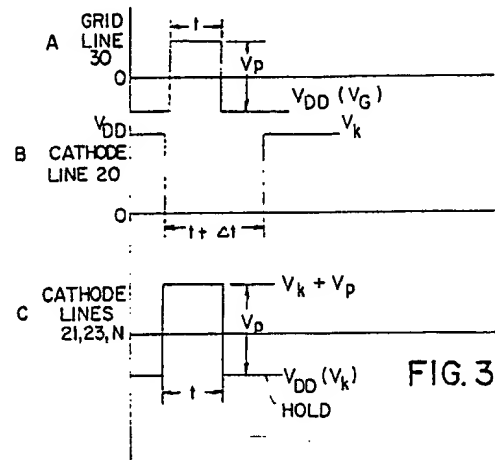 GRID
LINE
30
A
t
Vp
0
VDD (VG)
VDD
Vk
B
CATHODE
LINE 20
0
t + Δt
CATHODE
LINES
21,23,N
C
Vk + Vp
Vp
VDD (Vk)
t
HOLD
FIG. 3